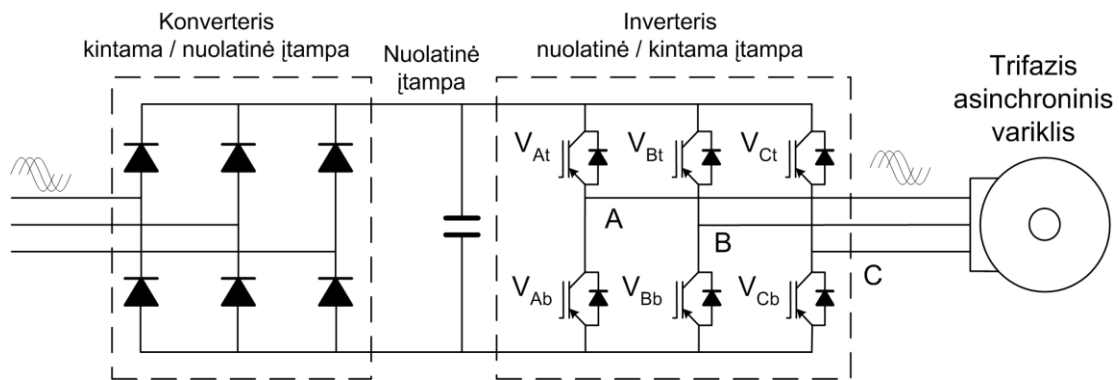 Konverteris
kintama / nuolatinė įtampa
Nuolatinė
įtampa
Inverteris
nuolatinė / kintama įtampa
Trifazis
asinchroninis
variklis
V_At
V_Bt
V_Ct
A
B
C
V_Ab
V_Bb
V_Cb